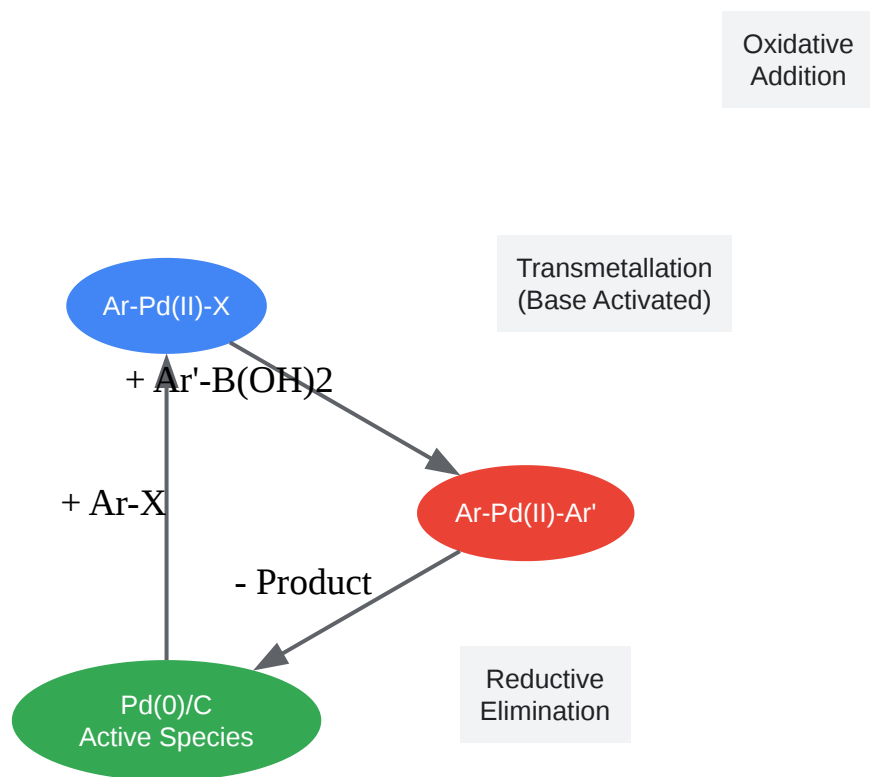 Oxidative
Addition
Transmetallation
(Base Activated)
Ar-Pd(II)-X
+ Ar'-B(OH)2
+ Ar-X
Ar-Pd(II)-Ar'
- Product
Reductive
Elimination
Pd(0)/C
Active Species